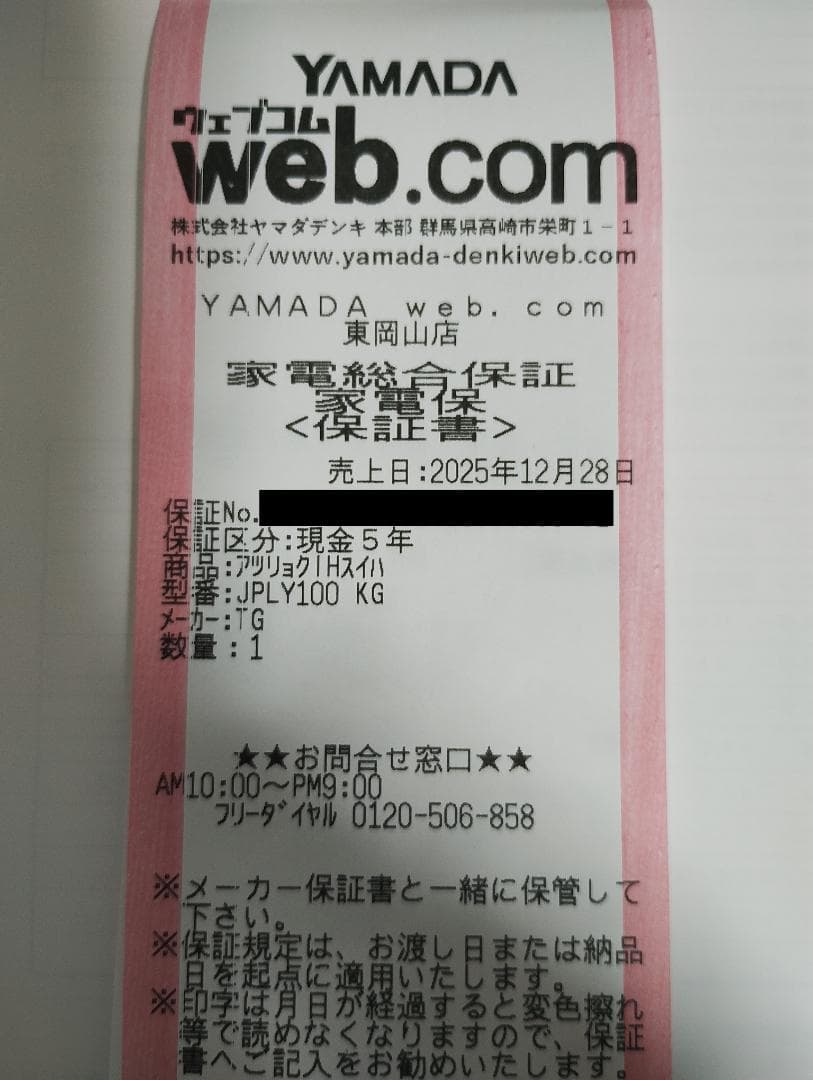 YAMADA
ウェブコム
web.com
株式会社ヤマダデンキ 本部 群馬県高崎市栄町1-1
https://www.yamada-denkiweb.com
YAMADA web.com
東岡山店
家電総合保証
家電保
<保証書>
売上日:2025年12月28日
保証No.
保証区分:現金5年
商品:アツリョクIHスイハ
型番:JPLY100 KG
メーカー:TG
数量:1
★★お問合せ窓口★★
AM10:00～PM9:00
フリーダイヤル 0120-506-858
※メーカー保証書と一緒に保管して
下さい。
※保証規定は、お渡し日または納品
日を起点に適用いたします。
※印字は月日が経過すると変色擦れ
等で読めなくなりますので、保証
書へご記入をお勧めいたします。